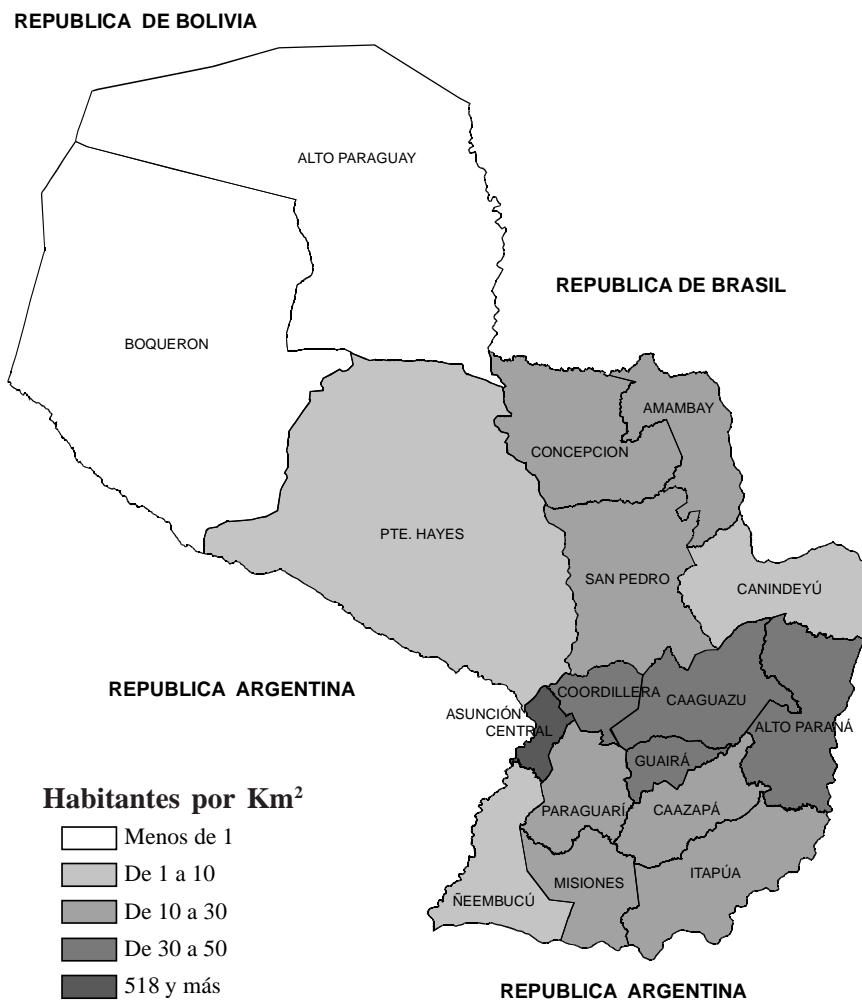 REPUBLICA DE BOLIVIA
ALTO PARAGUAY
REPUBLICA DE BRASIL
BOQUERON
AMAMBAY
CONCEPCION
PTE. HAYES
SAN PEDRO
CANINDEYÚ
REPUBLICA ARGENTINA
COORDILLERA
CAAGUAZU
ASUNCIÓN
CENTRAL
ALTO PARANÁ
GUAIRÁ
PARAGUARÍ
CAAZAPÁ
ITAPÚA
MISIONES
ÑEEMBUCÚ
Habitantes por Km²
Menos de 1
De 1 a 10
De 10 a 30
De 30 a 50
518 y más
REPUBLICA ARGENTINA